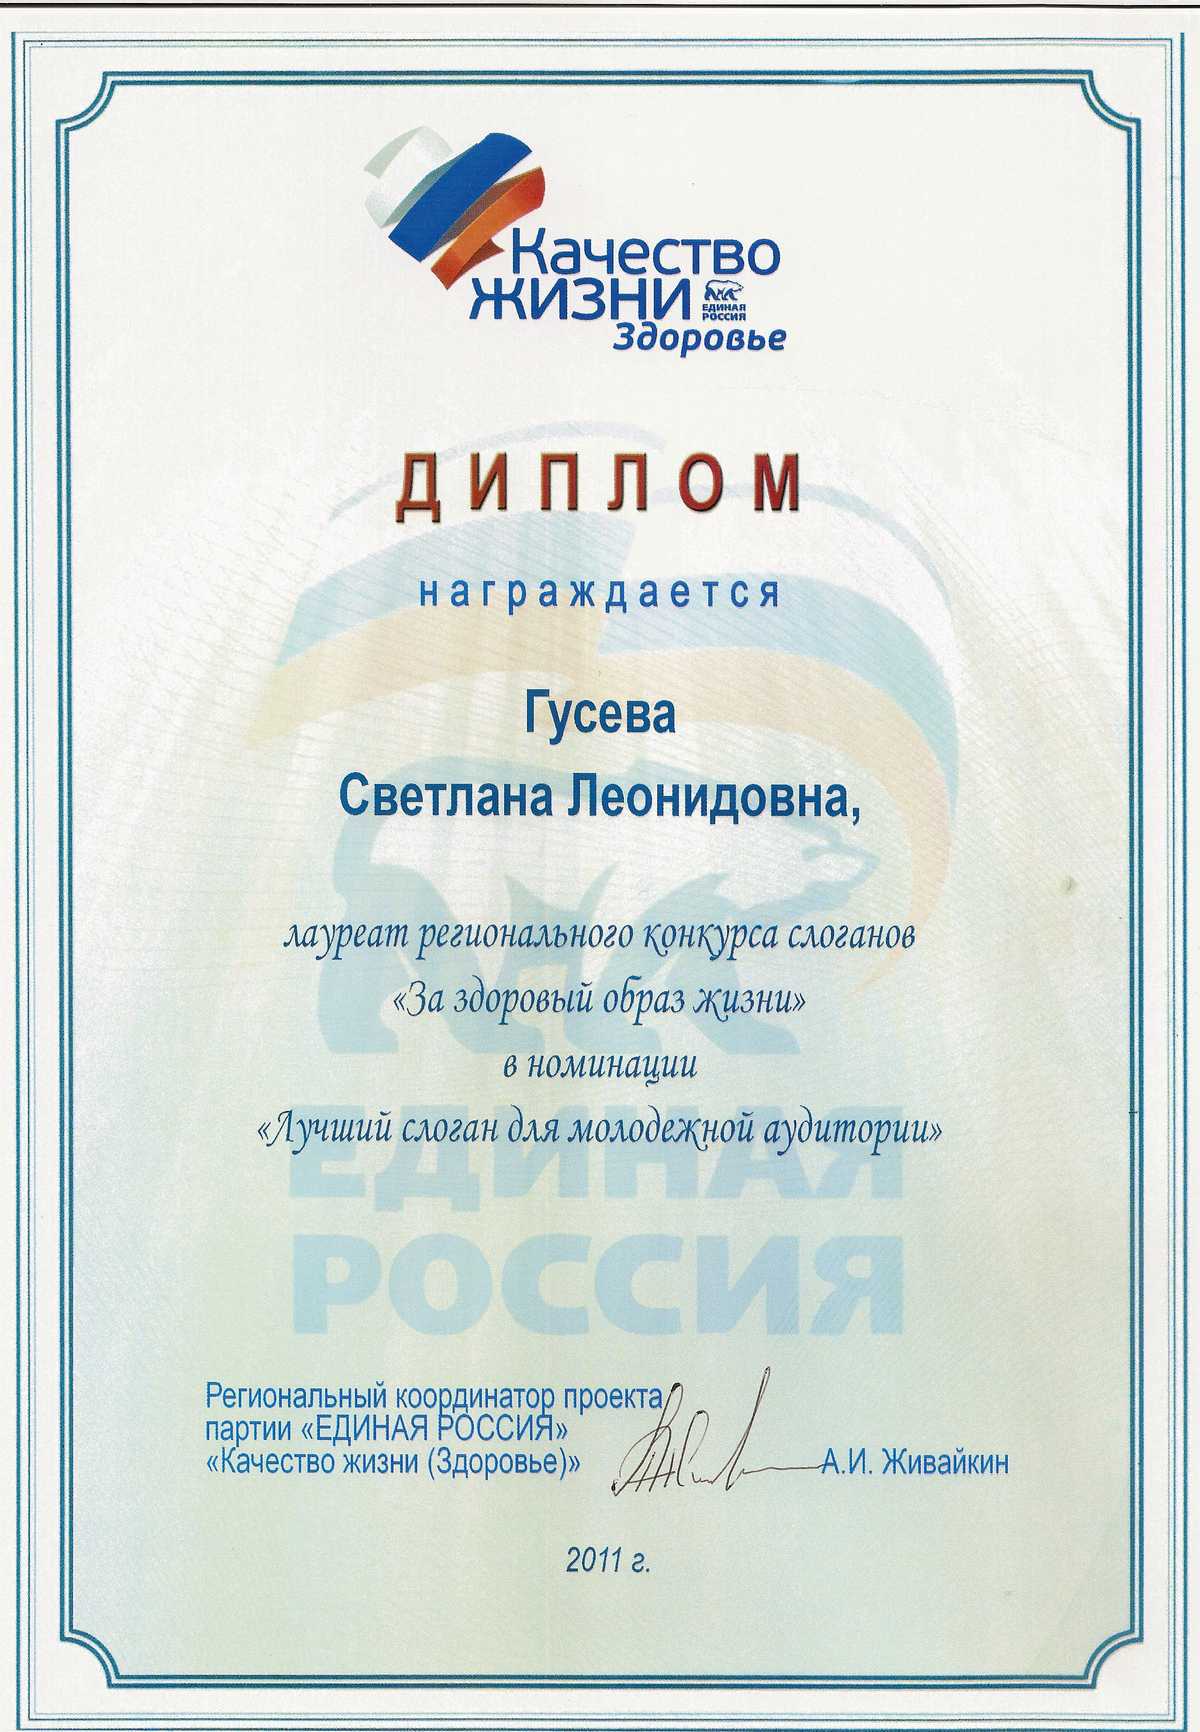 Качество
ЖИЗНИ
ЕДИНАЯ
РОССИЯ
Здоровье
ДИПЛОМ
награждается
Гусева
Светлана Леонидовна,
лауреат регионального конкурса слоганов
«За здоровый образ жизни»
в номинации
«Лучший слоган для молодежной аудитории»
ЕДИНАЯ
РОССИЯ
Региональный координатор проекта
партии «ЕДИНАЯ РОССИЯ»
«Качество жизни (Здоровье)»
А.И. Живайкин
2011 г.